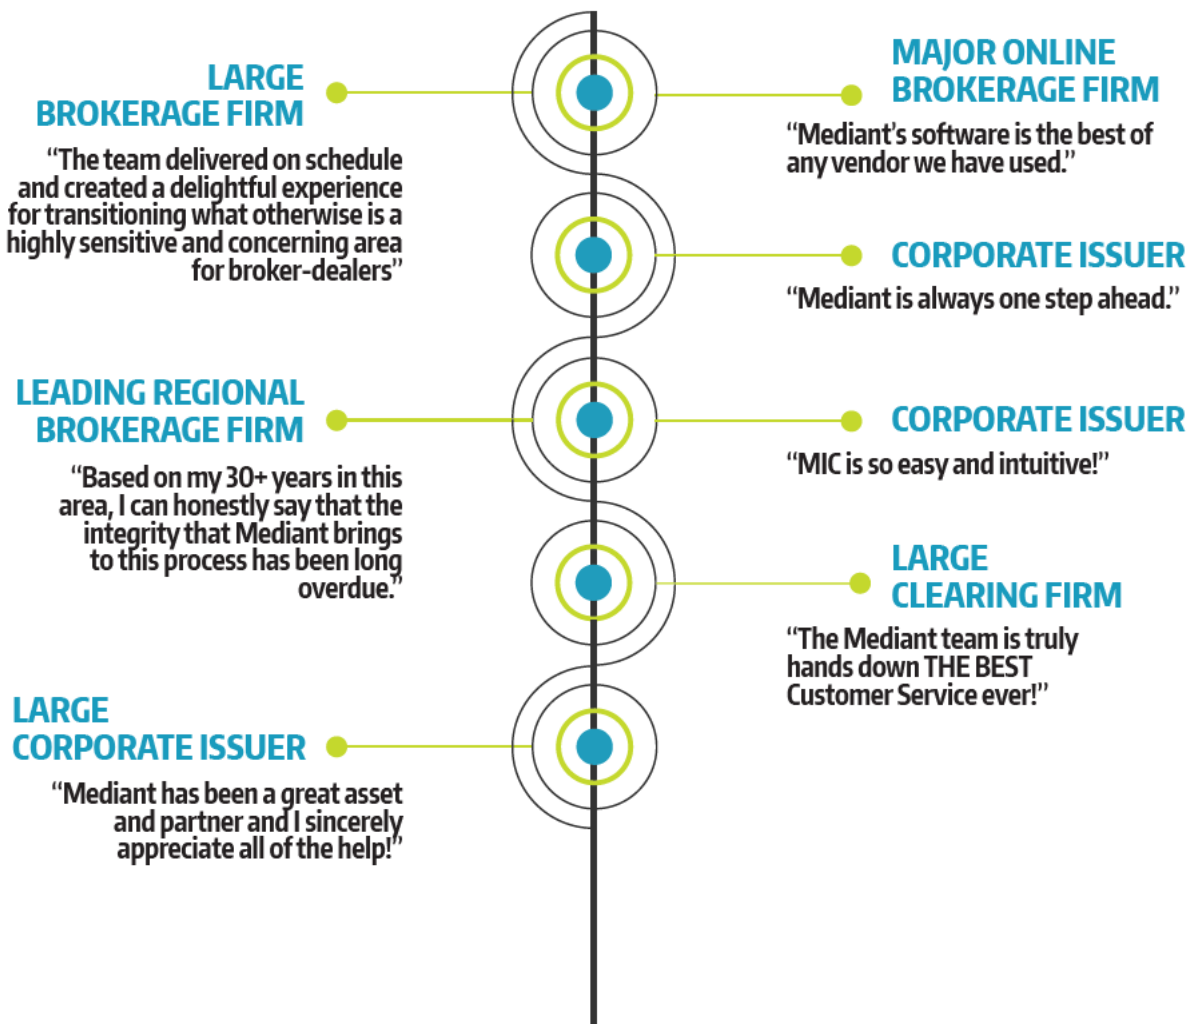 LARGE
BROKERAGE FIRM
“The team delivered on schedule
and created a delightful experience
for transitioning what otherwise is a
highly sensitive and concerning area
for broker-dealers”
MAJOR ONLINE
BROKERAGE FIRM
“Mediant’s software is the best of
any vendor we have used.”
CORPORATE ISSUER
“Mediant is always one step ahead.”
LEADING REGIONAL
BROKERAGE FIRM
“Based on my 30+ years in this
area, I can honestly say that the
integrity that Mediant brings
to this process has been long
overdue.”
CORPORATE ISSUER
“MIC is so easy and intuitive!”
LARGE
CLEARING FIRM
“The Mediant team is truly
hands down THE BEST
Customer Service ever!”
LARGE
CORPORATE ISSUER
“Mediant has been a great asset
and partner and I sincerely
appreciate all of the help!”